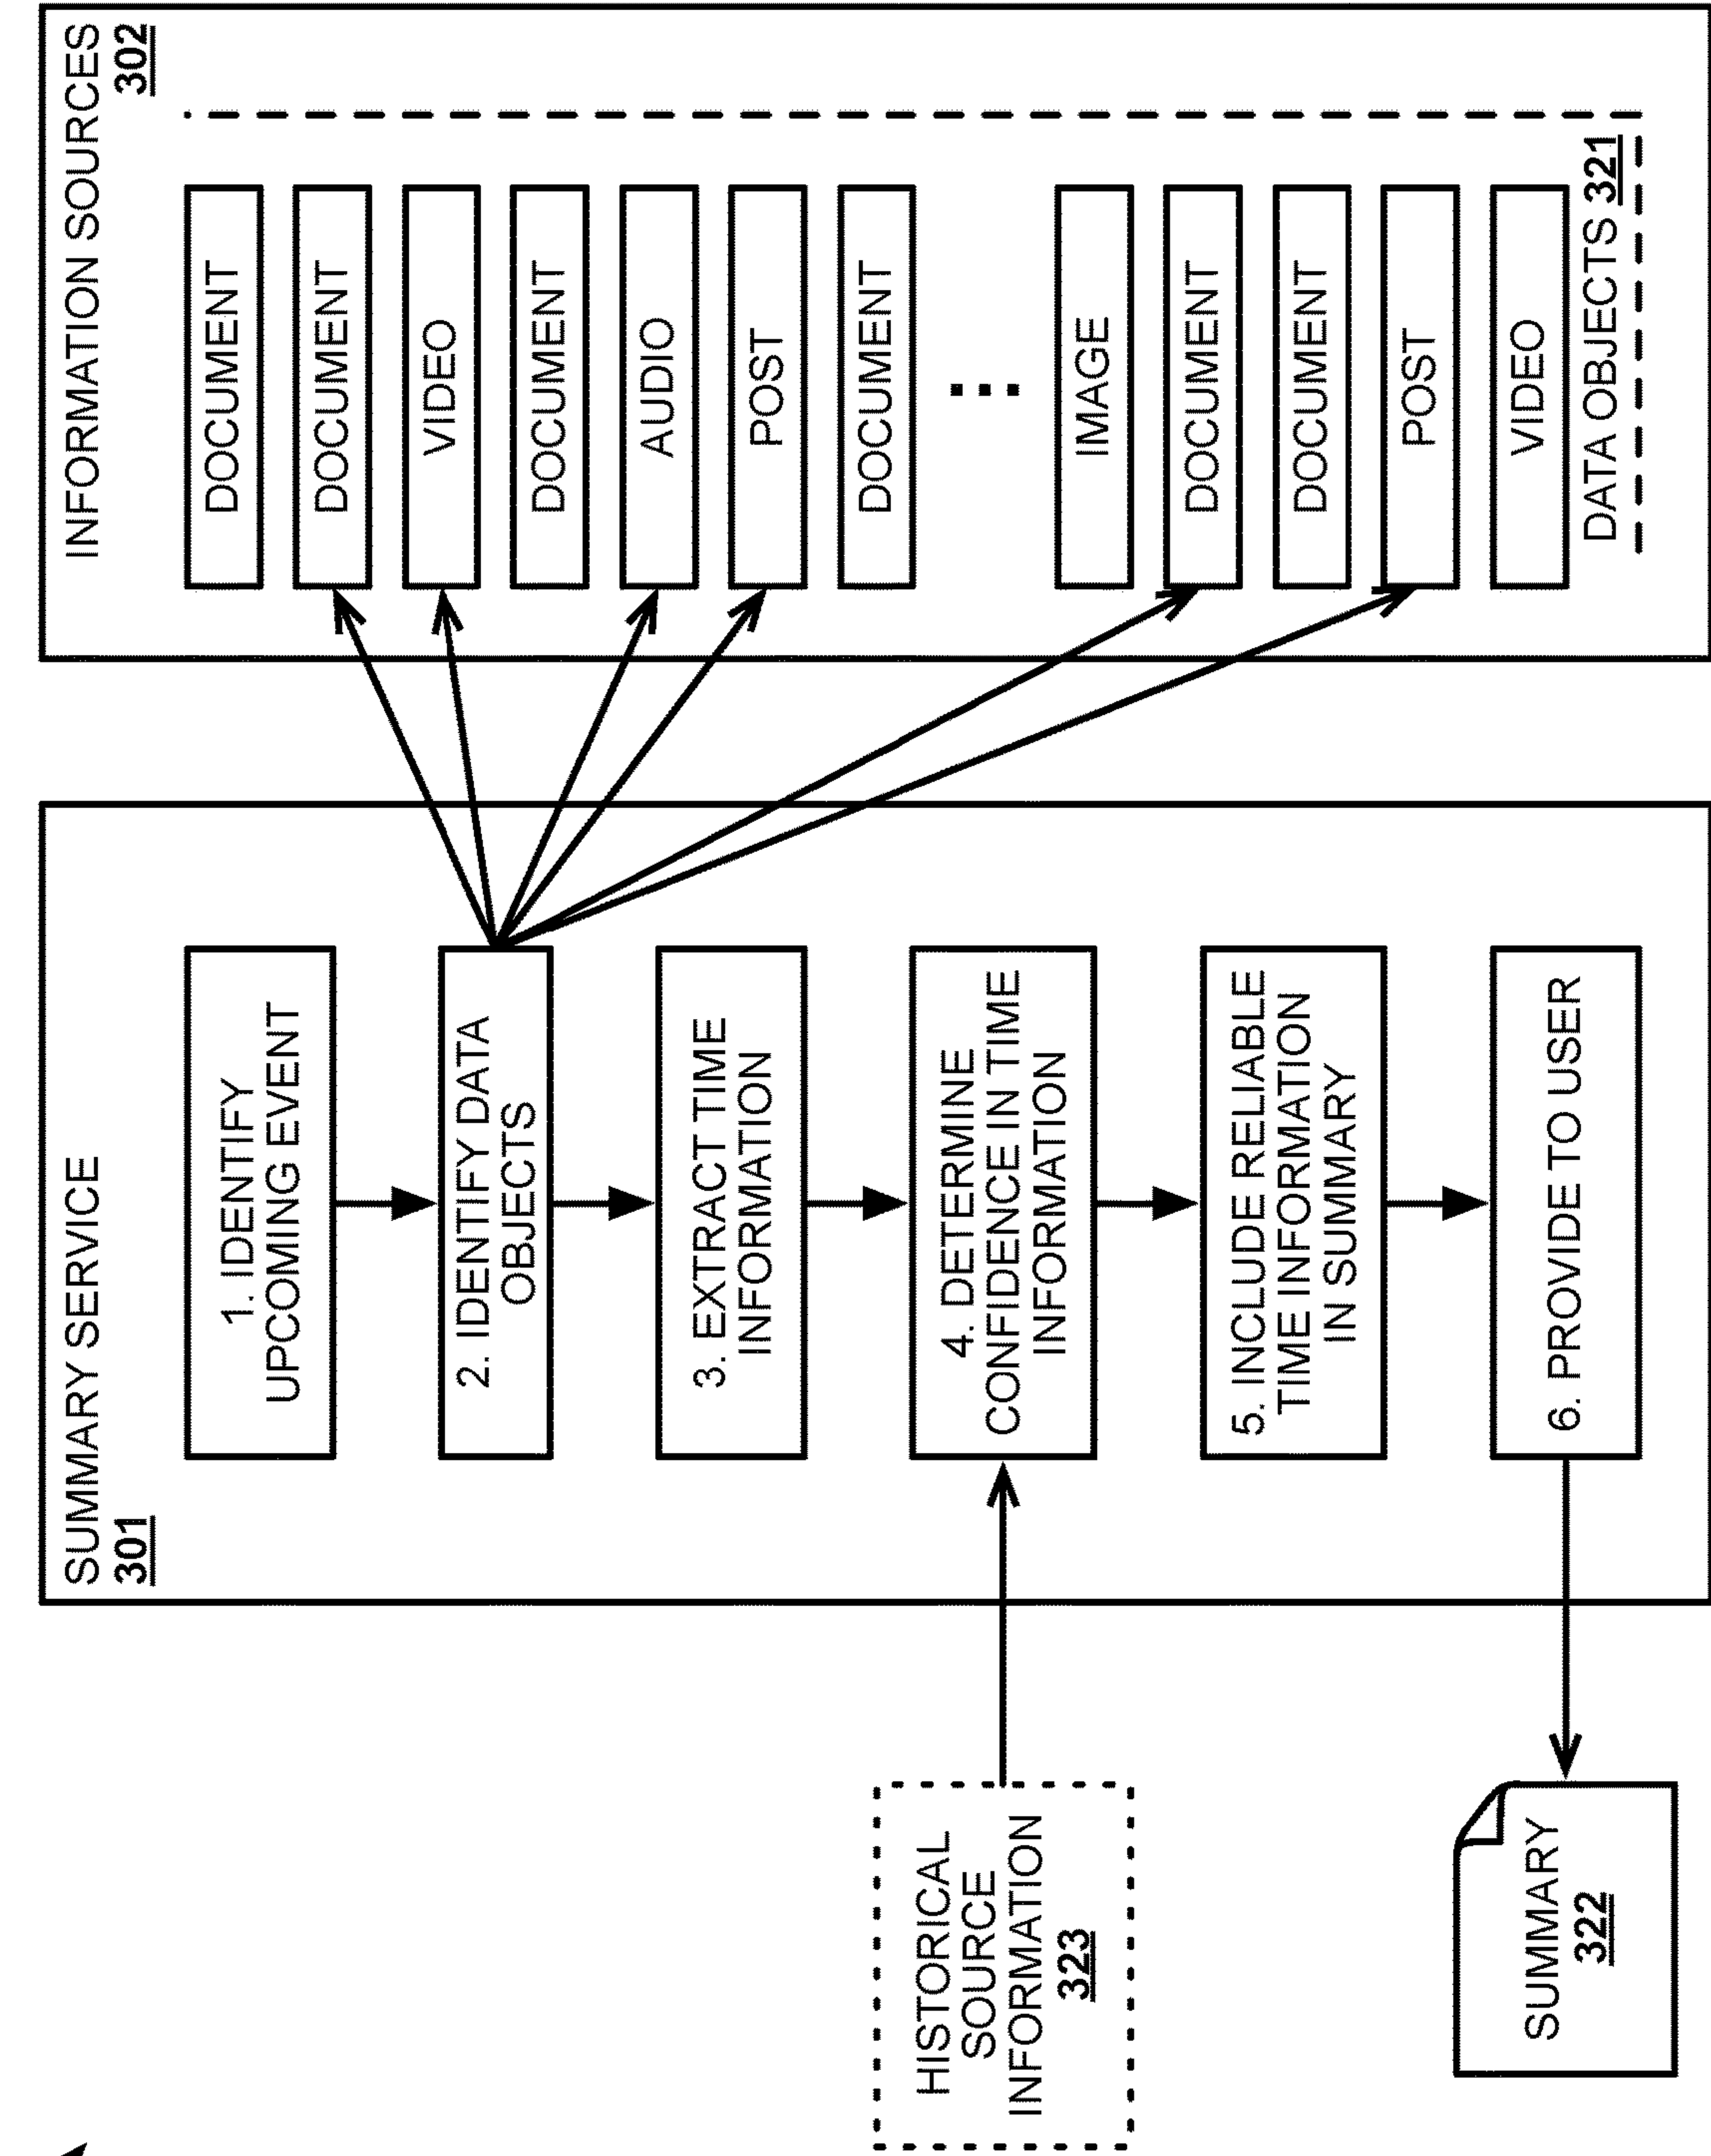 SUMMARY SERVICE
301
1. IDENTIFY
UPCOMING EVENT
2. IDENTIFY DATA
OBJECTS
3. EXTRACT TIME
INFORMATION
4. DETERMINE
CONFIDENCE IN TIME
INFORMATION
5. INCLUDE RELIABLE
TIME INFORMATION
IN SUMMARY
6. PROVIDE TO USER
HISTORICAL
SOURCE
INFORMATION
323
SUMMARY
322
INFORMATION SOURCES
302
DOCUMENT
DOCUMENT
VIDEO
DOCUMENT
AUDIO
POST
DOCUMENT
...
IMAGE
DOCUMENT
DOCUMENT
POST
VIDEO
DATA OBJECTS 321